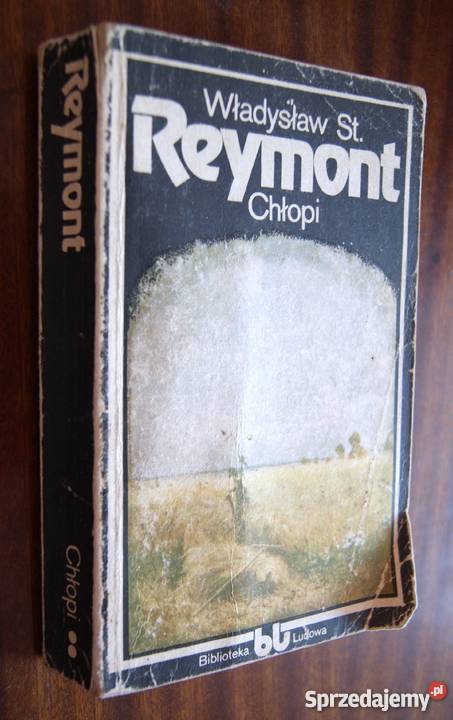 Reymont
Chłopi ••
Władysław St.
Reymont
Chłopi
Biblioteka bl Ludowa
Sprzedajemy.pl